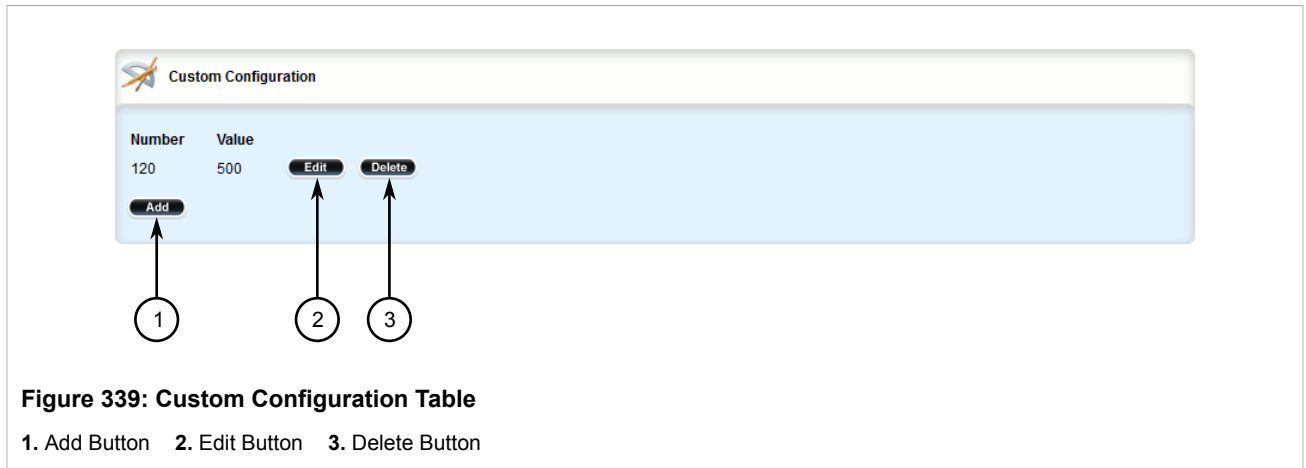 Custom Configuration
Number Value
120 500 Edit Delete
Add
1 2 3
Figure 339: Custom Configuration Table
1. Add Button 2. Edit Button 3. Delete Button